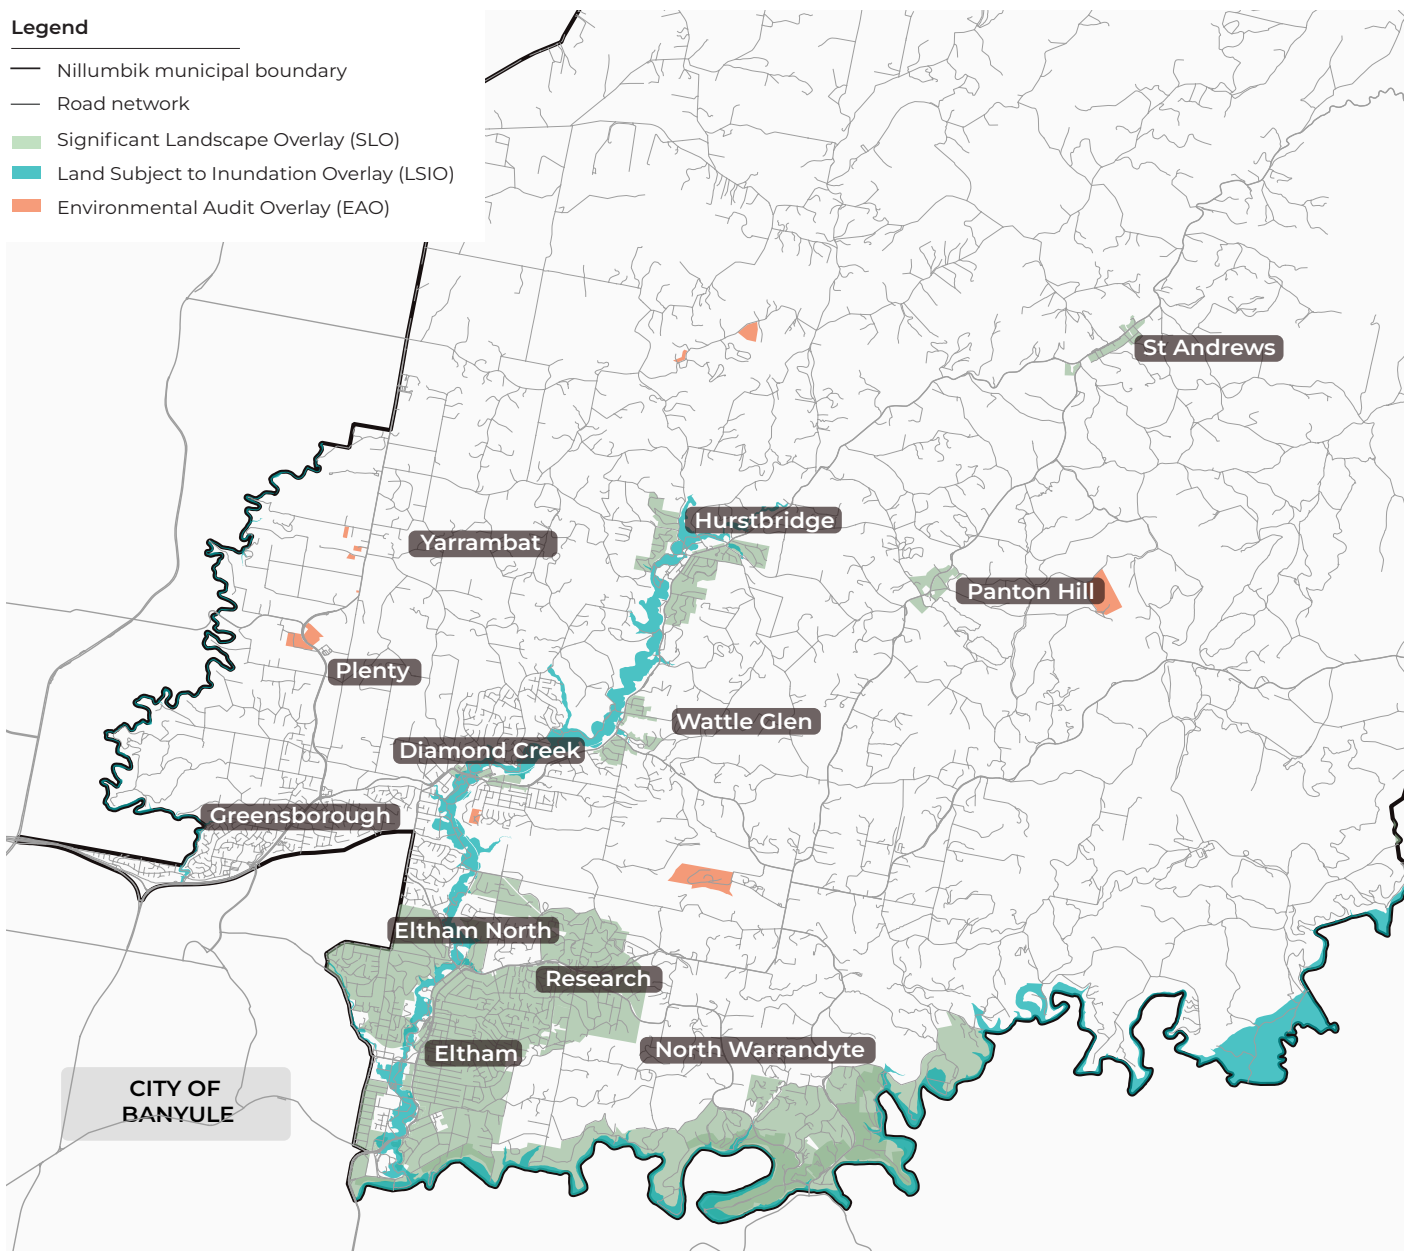 Legend
Nillumbik municipal boundary
Road network
Significant Landscape Overlay (SLO)
Land Subject to Inundation Overlay (LSIO)
Environmental Audit Overlay (EAO)
St Andrews
Hurstbridge
Yarrambat
Panton Hill
Plenty
Wattle Glen
Diamond Creek
Greensborough
Eltham North
Research
Eltham
North Warrandyte
CITY OF
BANYULE